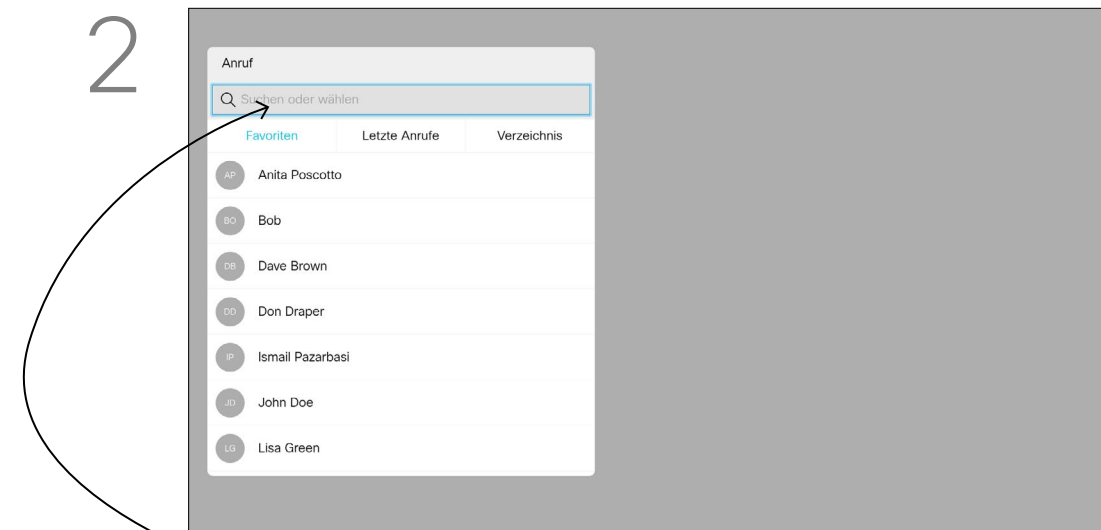 2
Anruf
Suchen oder wählen
Favoriten Letzte Anrufe Verzeichnis
AP Anita Poscotto
BO Bob
DB Dave Brown
DD Don Draper
IP Ismail Pazarbasi
JD John Doe
LG Lisa Green